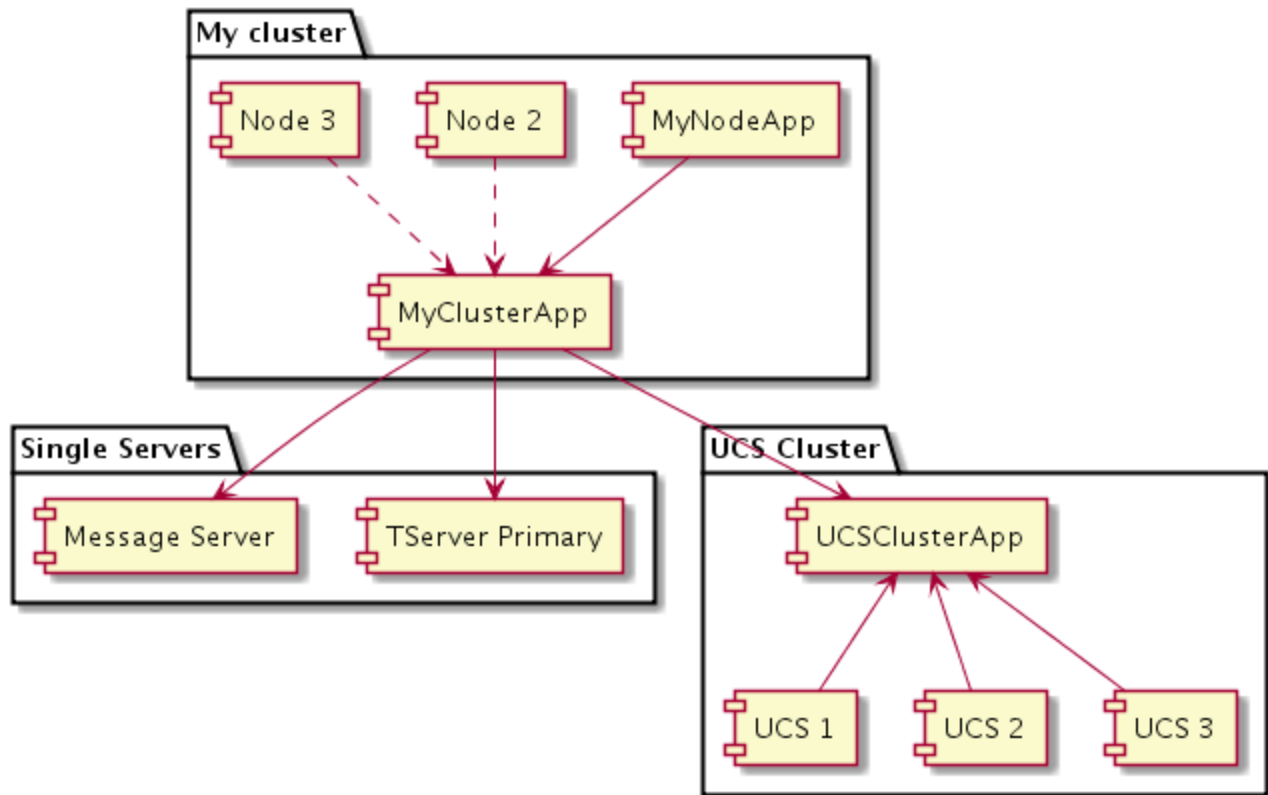 My cluster
Node 3
Node 2
MyNodeApp
MyClusterApp
Single Servers
Message Server
TServer Primary
UCS Cluster
UCSClusterApp
UCS 1
UCS 2
UCS 3